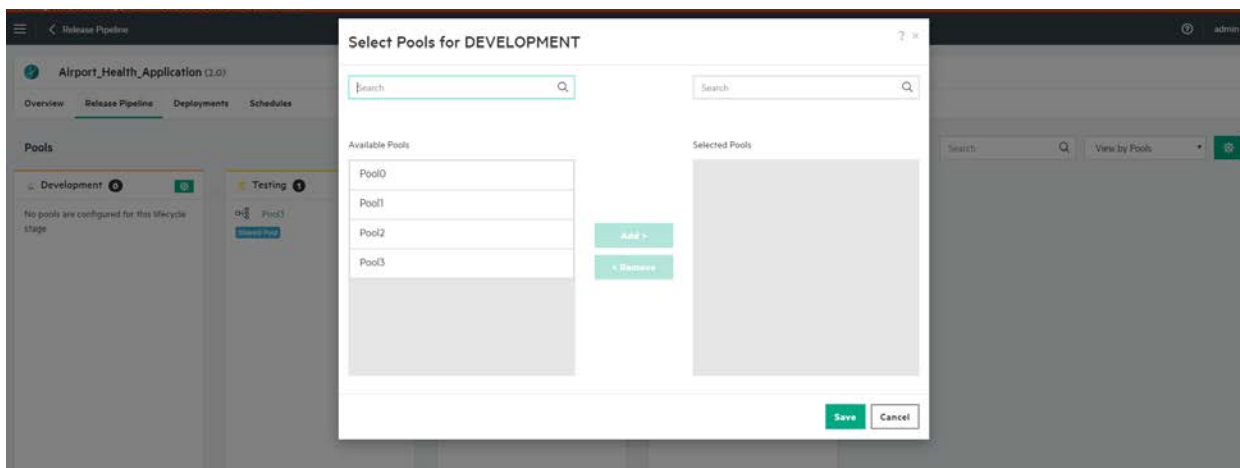 Release Pipeline
admin
Airport_Health_Application (2.0)
Overview Release Pipeline Deployments Schedules
Pools
Search
View by Pools
Development 0
No pools are configured for this lifecycle
stage
Testing 1
Pool3
Shared Pool
Select Pools for DEVELOPMENT
? ×
Search
Search
Available Pools
Selected Pools
Pool0
Pool1
Pool2
Pool3
Add >
< Remove
Save
Cancel